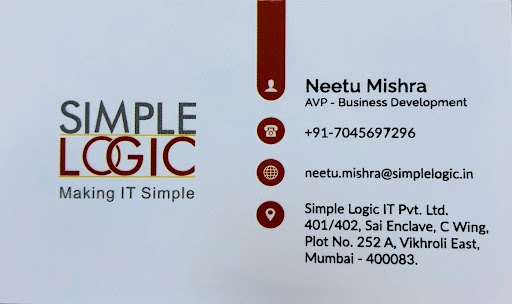 SIMPLE
LOGIC
Making IT Simple
Neetu Mishra
AVP - Business Development
+91-7045697296
neetu.mishra@simplelogic.in
Simple Logic IT Pvt. Ltd.
401/402, Sai Enclave, C Wing,
Plot No. 252 A, Vikhroli East,
Mumbai - 400083.